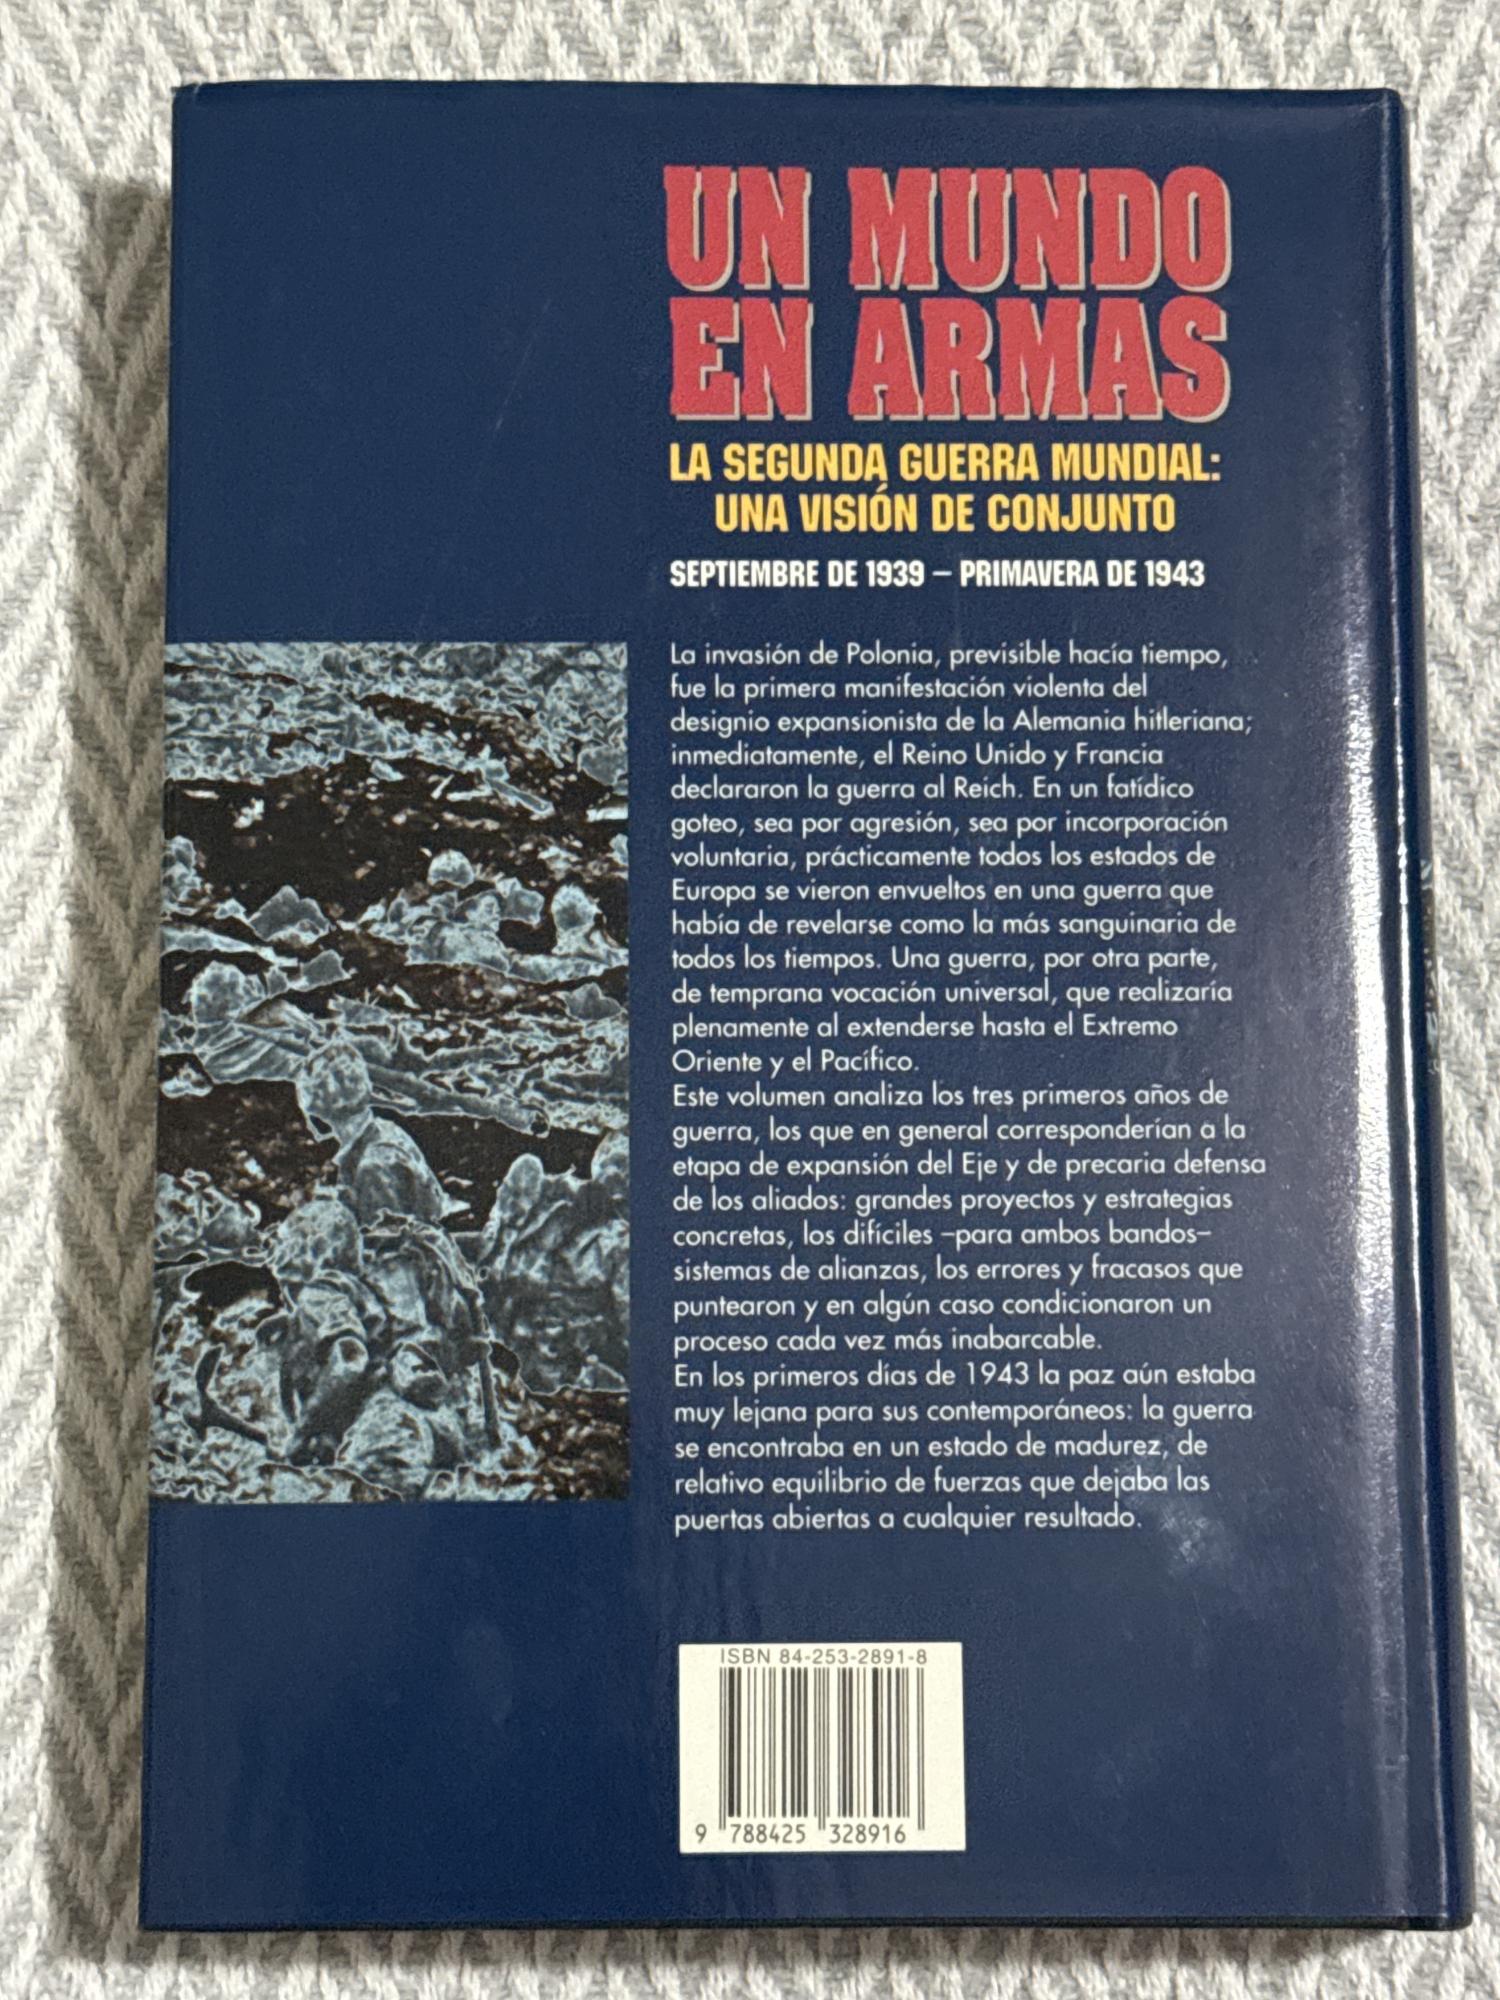 UN MUNDO
EN ARMAS
LA SEGUNDA GUERRA MUNDIAL:
UNA VISIÓN DE CONJUNTO
SEPTIEMBRE DE 1939 – PRIMAVERA DE 1943
La invasión de Polonia, previsible hacía tiempo,
fue la primera manifestación violenta del
designio expansionista de la Alemania hitleriana;
inmediatamente, el Reino Unido y Francia
declararon la guerra al Reich. En un fatídico
goteo, sea por agresión, sea por incorporación
voluntaria, prácticamente todos los estados de
Europa se vieron envueltos en una guerra que
había de revelarse como la más sanguinaria de
todos los tiempos. Una guerra, por otra parte,
de temprana vocación universal, que realizaría
plenamente al extenderse hasta el Extremo
Oriente y el Pacífico.
Este volumen analiza los tres primeros años de
guerra, los que en general corresponderían a la
etapa de expansión del Eje y de precaria defensa
de los aliados: grandes proyectos y estrategias
concretas, los difíciles –para ambos bandos–
sistemas de alianzas, los errores y fracasos que
puntearon y en algún caso condicionaron un
proceso cada vez más inabarcable.
En los primeros días de 1943 la paz aún estaba
muy lejana para sus contemporáneos: la guerra
se encontraba en un estado de madurez, de
relativo equilibrio de fuerzas que dejaba las
puertas abiertas a cualquier resultado.
ISBN 84-253-2891-8
9 788425 328916